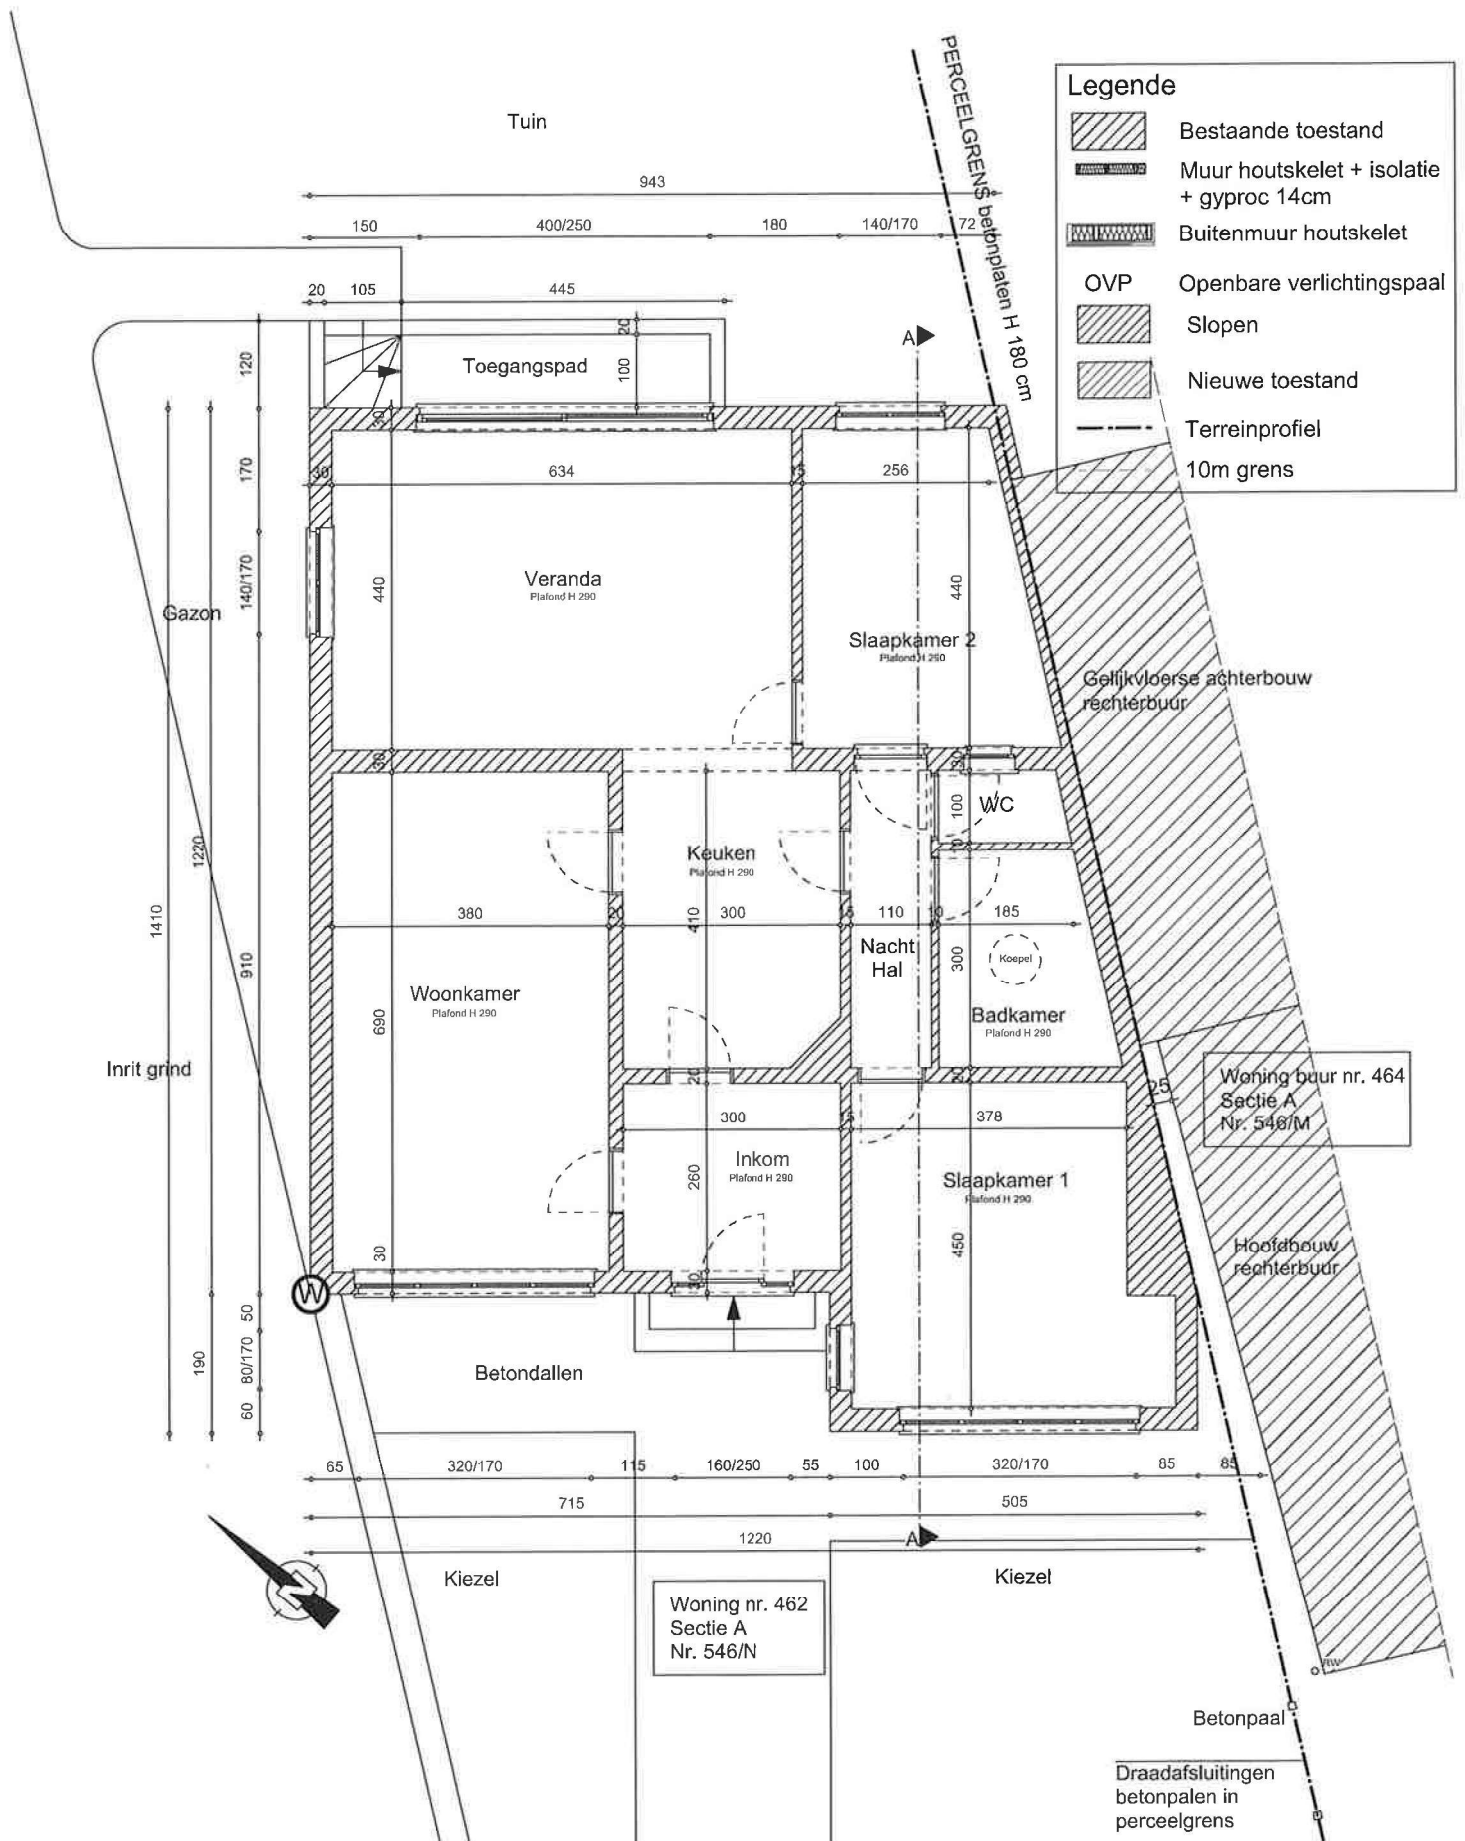 Tuin
PERCEELGRENS betonplaten H 180 cm
Legende
Bestaande toestand
Muur houtskelet + isolatie
+ gyproc 14cm
Buitenmuur houtskelet
OVP Openbare verlichtingspaal
Slopen
Nieuwe toestand
Terreinprofiel
10m grens
943
150 400/250 180 140/170 72
20 105 445
A
Toegangspad
20
100
120
30
30 634 15 256
170
140/170
440
440
Veranda
Plafond H 290
Gazon
Slaapkamer 2
Plafond H 290
Gelijkvloerse achterbouw
rechterbuur
30
30
100
WC
10
Keuken
Plafond H 290
1220
1410
910
380 20 300 15 110 10 185
410
Nacht
Hal
300
Koepel
Woonkamer
Plafond H 290
690
Badkamer
Plafond H 290
Inrit grind
20
20
25
Woning buur nr. 464
Sectie A
Nr. 546/M
300 15 378
Inkom
Plafond H 290
260
Slaapkamer 1
Plafond H 290
450
Hoofdbouw
rechterbuur
30
30
W
50
80/170
60
190
Betondallen
65 320/170 115 160/250 55 100 320/170 85 85
715 505
1220
A
N
Kiezel
Kiezel
Woning nr. 462
Sectie A
Nr. 546/N
RW
Betonpaal
Draadafsluitingen
betonpalen in
perceelgrens